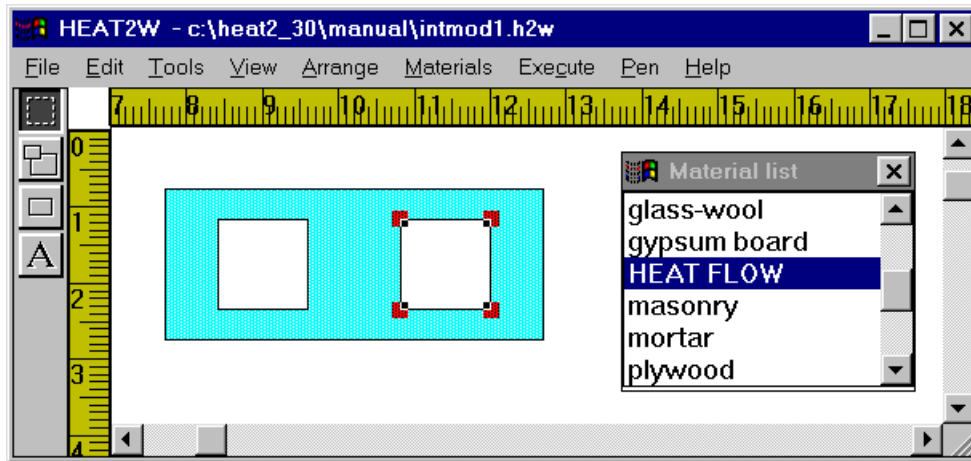 HEAT2W - c:\heat2_30\manual\intmod1.h2w
File Edit Tools View Arrange Materials Execute Pen Help
7 8 9 10 11 12 13 14 15 16 17 18
0
Material list
glass-wool
1
gypsum board
A
HEAT FLOW
2
masonry
mortar
3
plywood
4